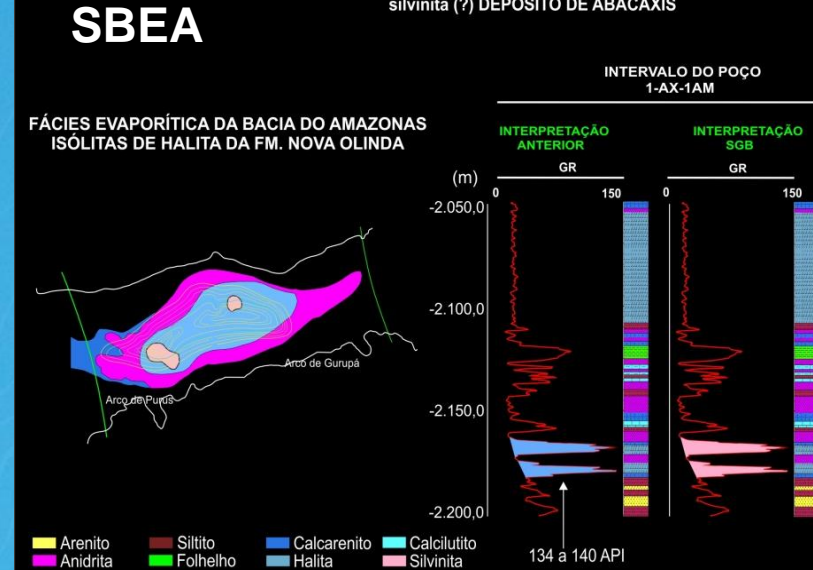 silvinita (?) DEPÓSITO DE ABACAXIS
SBEA
INTERVALO DO POÇO
1-AX-1AM
FÁCIES EVAPORÍTICA DA BACIA DO AMAZONAS
ISÓLITAS DE HALITA DA FM. NOVA OLINDA
INTERPRETAÇÃO
ANTERIOR
INTERPRETAÇÃO
SGB
GR
GR
(m)
0
150
0
150
-2.050,0
-2.100,0
-2.150,0
-2.200,0
Arco de Gurupá
Arco de Purus
Arenito
Siltito
Calcarenito
Calcilutito
Anidrita
Folhelho
Halita
Silvinita
134 a 140 API